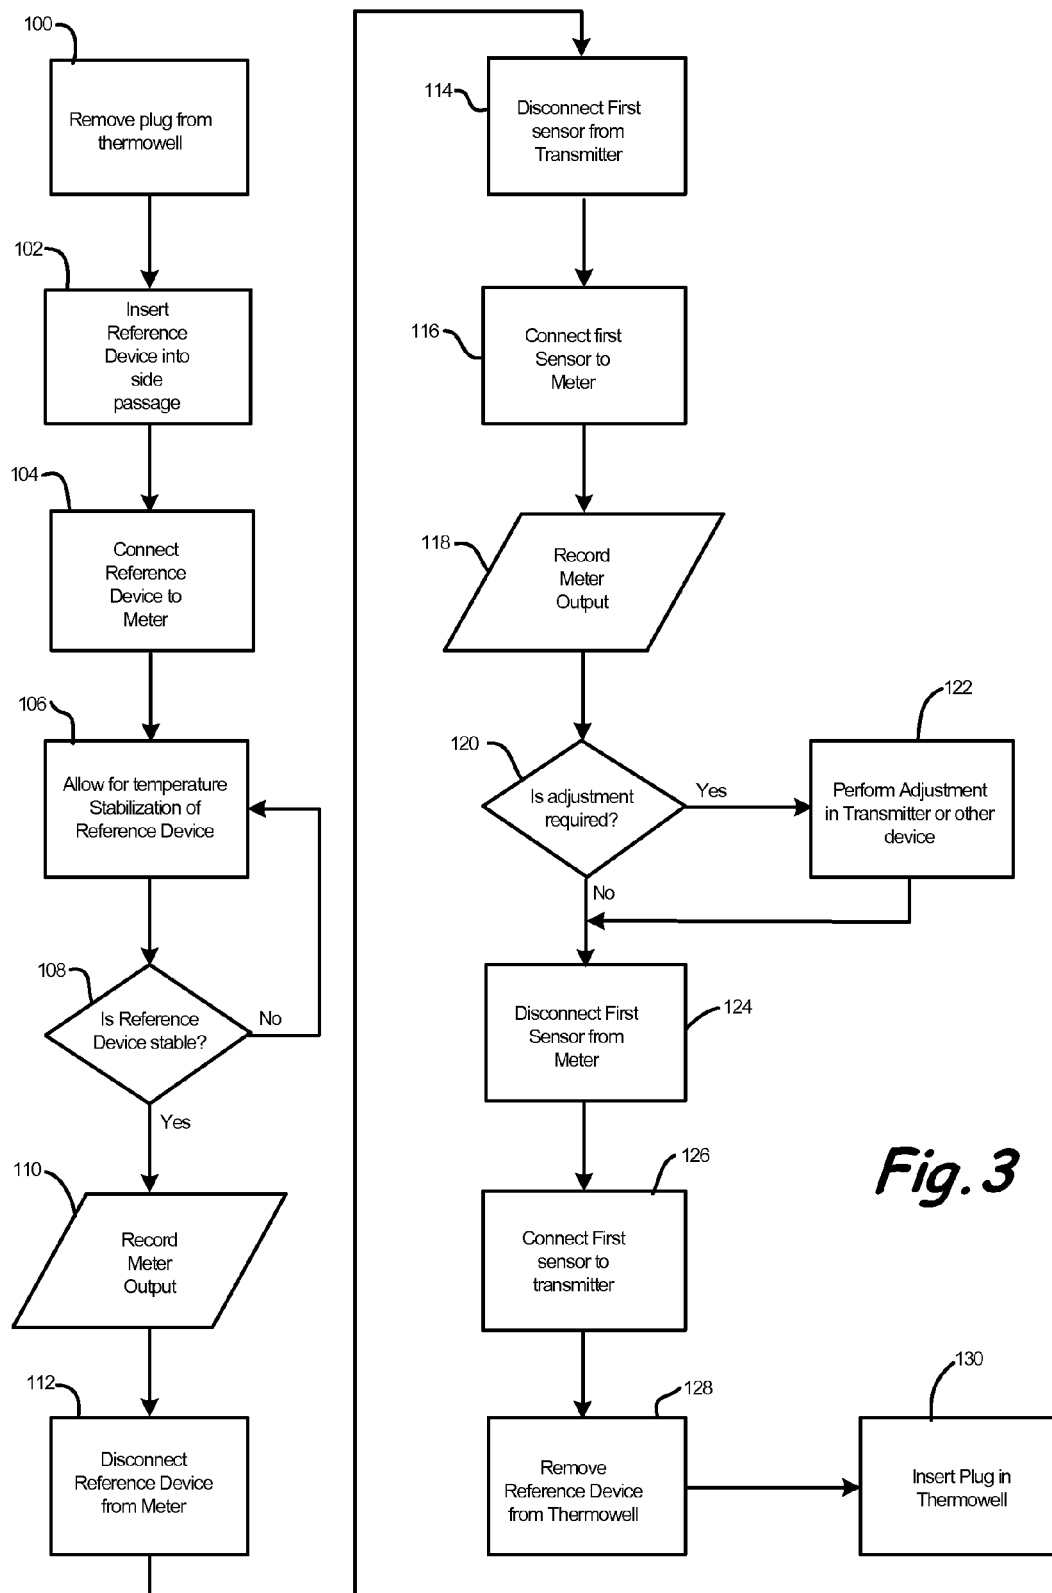 100
Remove plug from
thermowell
102
Insert
Reference
Device into
side
passage
104
Connect
Reference
Device to
Meter
106
Allow for temperature
Stabilization of
Reference Device
108
Is Reference
Device stable?
No
Yes
110
Record
Meter
Output
112
Disconnect
Reference Device
from Meter
114
Disconnect First
sensor from
Transmitter
116
Connect first
Sensor to
Meter
118
Record
Meter
Output
120
Is adjustment
required?
Yes
122
Perform Adjustment
in Transmitter or other
device
No
Disconnect First
Sensor from
Meter
124
126
Connect First
sensor to
transmitter
128
Remove
Reference Device
from Thermowell
130
Insert Plug in
Thermowell
Fig. 3